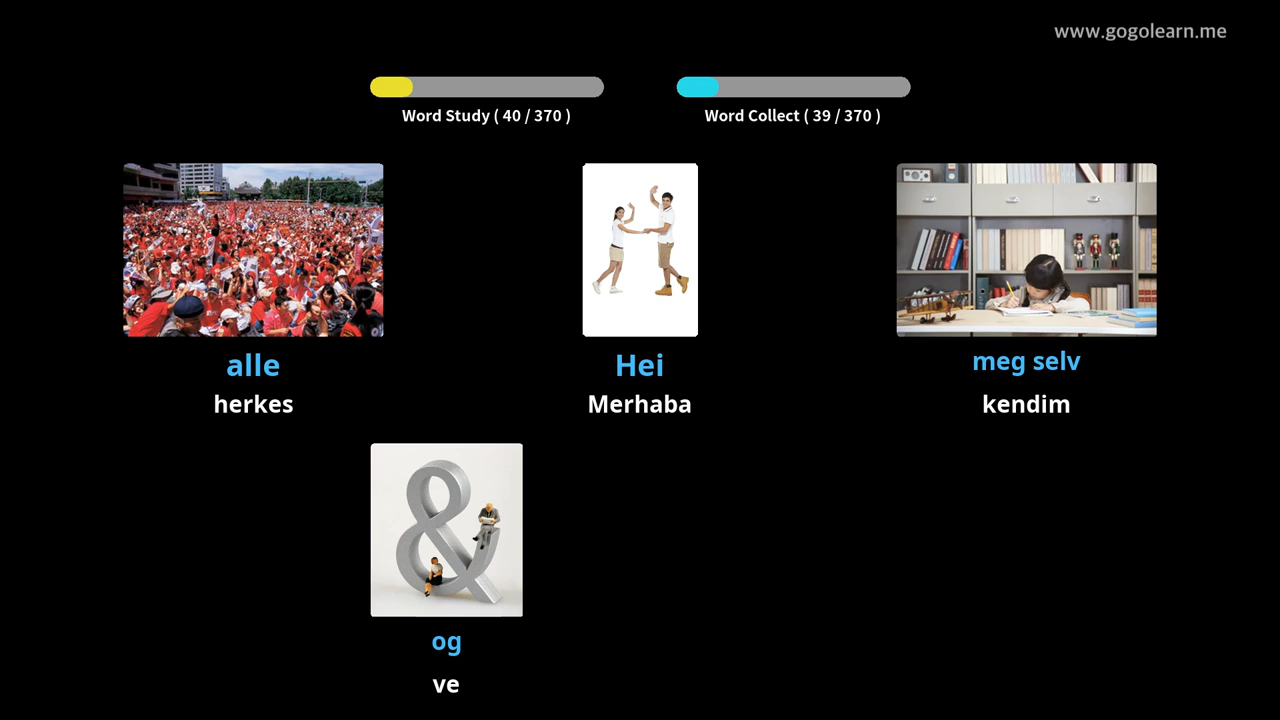 www.gogolearn.me
Word Study ( 40 / 370 )
Word Collect ( 39 / 370 )
alle
herkes
Hei
Merhaba
meg selv
kendim
og
ve